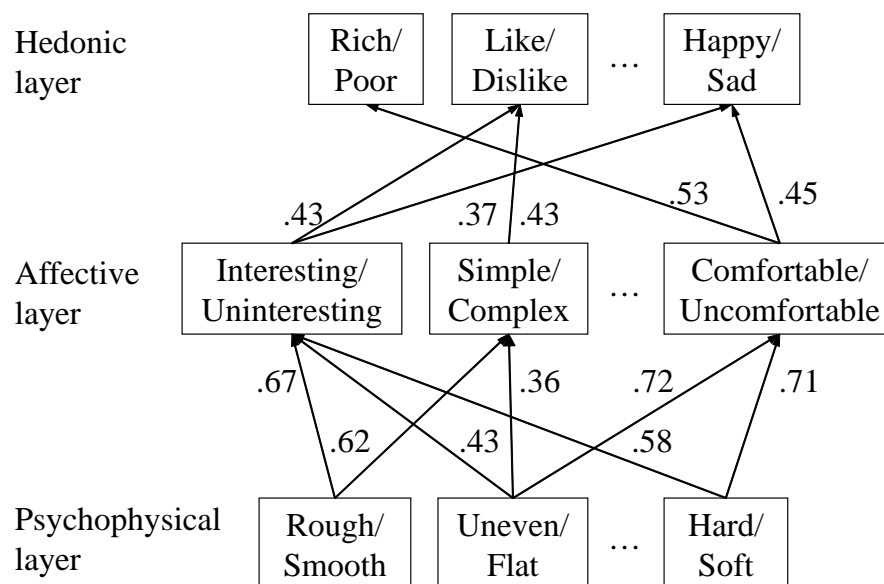 Hedonic
layer
Rich/
Poor
Like/
Dislike
...
Happy/
Sad
.43
.37
.43
.53
.45
Affective
layer
Interesting/
Uninteresting
Simple/
Complex
...
Comfortable/
Uncomfortable
.67
.36
.72
.71
.62
.43
.58
Psychophysical
layer
Rough/
Smooth
Uneven/
Flat
...
Hard/
Soft